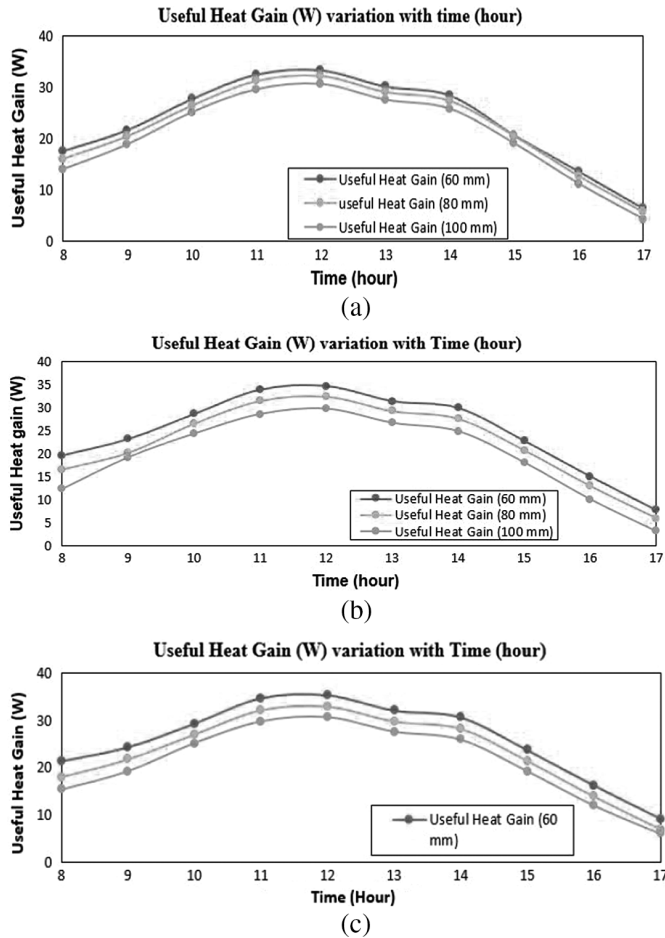 Useful Heat Gain (W) variation with time (hour)
Useful Heat Gain (W)
40
30
20
10
0
Useful Heat Gain (60 mm)
useful Heat Gain (80 mm)
Useful Heat Gain (100 mm)
8 9 10 11 12 13 14 15 16 17
Time (hour)
(a)
Useful Heat Gain (W) variation with Time (hour)
Useful Heat gain (W)
40
35
30
25
20
15
10
5
0
Useful Heat Gain (60 mm)
Useful Heat Gain (80 mm)
Useful Heat Gain (100 mm)
8 9 10 11 12 13 14 15 16 17
Time (hour)
(b)
Useful Heat Gain (W) variation with Time (hour)
Useful Heat Gain (W)
40
30
20
10
0
Useful Heat Gain (60
mm)
8 9 10 11 12 13 14 15 16 17
Time (Hour)
(c)